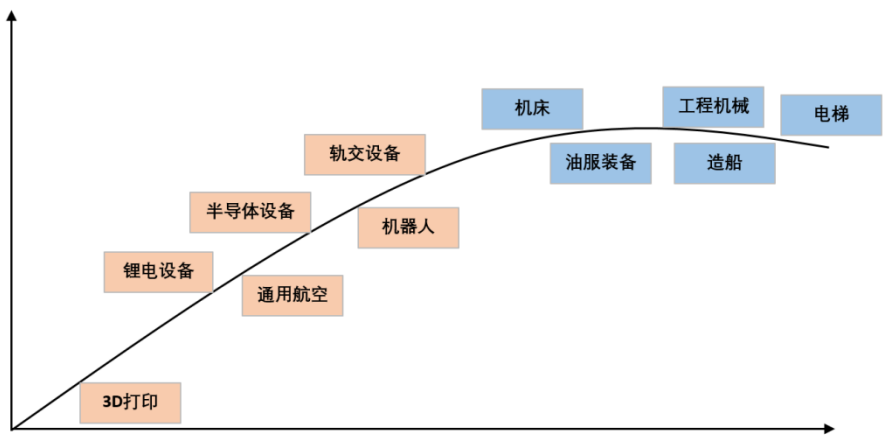 机床
工程机械
电梯
轨交设备
油服装备
造船
半导体设备
机器人
锂电设备
通用航空
3D打印